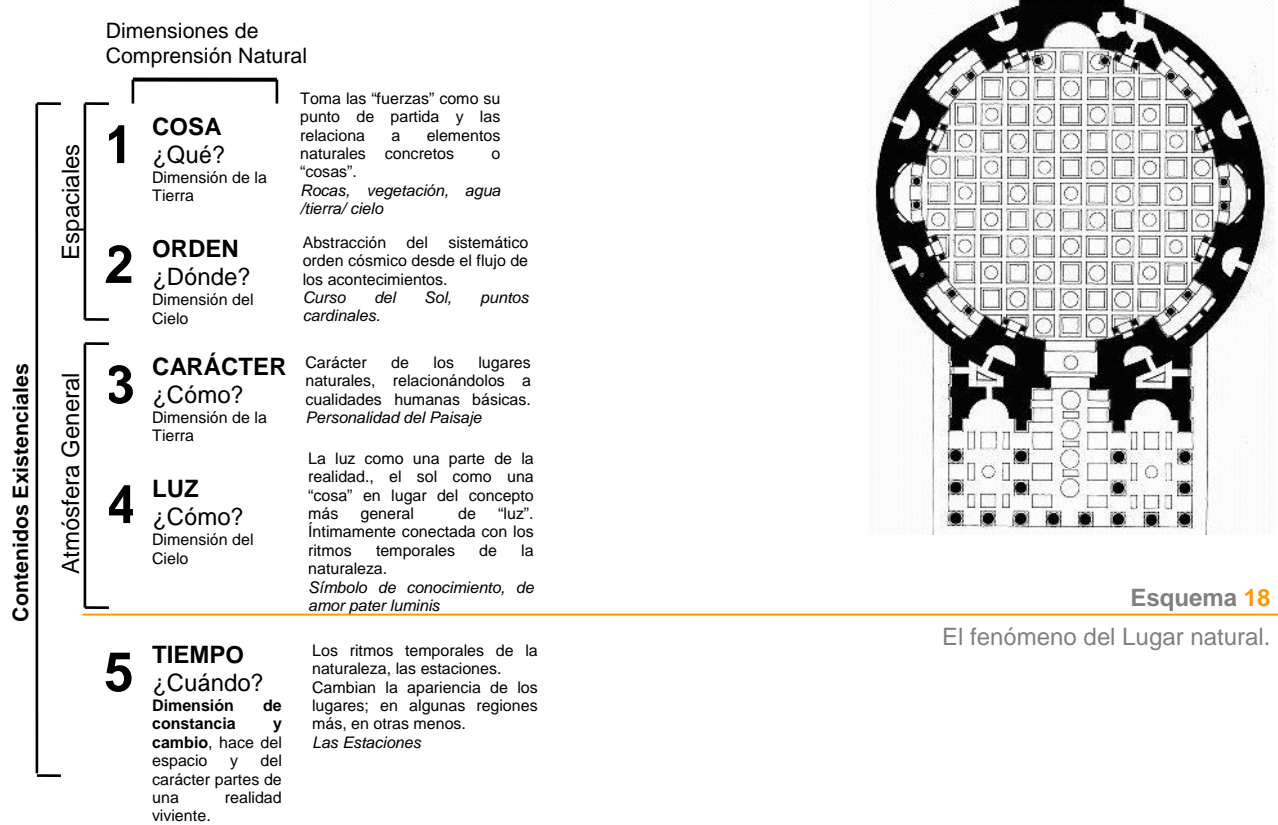 Dimensiones de
Comprensión Natural
Contenidos Existenciales
Espaciales
1
COSA
¿Qué?
Dimensión de la
Tierra
Toma las “fuerzas” como su
punto de partida y las
relaciona a elementos
naturales concretos o
“cosas”.
Rocas, vegetación, agua
/tierra/ cielo
2
ORDEN
¿Dónde?
Dimensión del
Cielo
Abstracción del sistemático
orden cósmico desde el flujo de
los acontecimientos.
Curso del Sol, puntos
cardinales.
Atmósfera General
3
CARÁCTER
¿Cómo?
Dimensión de la
Tierra
Carácter de los lugares
naturales, relacionándolos a
cualidades humanas básicas.
Personalidad del Paisaje
4
LUZ
¿Cómo?
Dimensión del
Cielo
La luz como una parte de la
realidad., el sol como una
“cosa” en lugar del concepto
más general de “luz”.
Íntimamente conectada con los
ritmos temporales de la
naturaleza.
Símbolo de conocimiento, de
amor pater luminis
5
TIEMPO
¿Cuándo?
Dimensión de
constancia y
cambio, hace del
espacio y del
carácter partes de
una realidad
viviente.
Los ritmos temporales de la
naturaleza, las estaciones.
Cambian la apariencia de los
lugares; en algunas regiones
más, en otras menos.
Las Estaciones
Esquema 18
El fenómeno del Lugar natural.